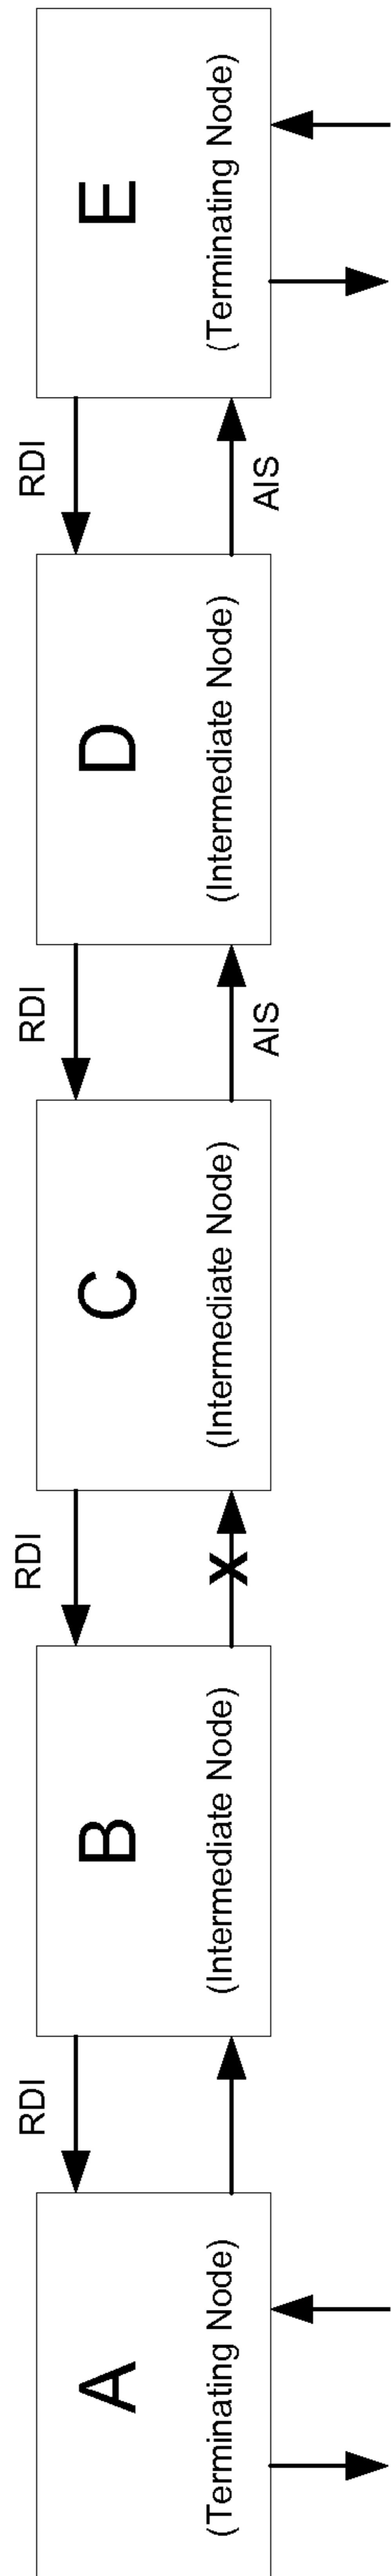 RDI
RDI
RDI
RDI
A
B
C
D
E
(Terminating Node)
(Intermediate Node)
(Intermediate Node)
(Intermediate Node)
(Terminating Node)
X
AIS
AIS